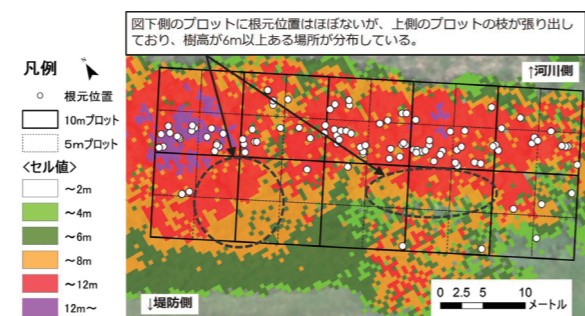 図下側のプロットに根元位置はほぼないが、上側のプロットの枝が張り出し
ており、樹高が6m以上ある場所が分布している。
凡例
根元位置
10mプロット
5mプロット
<セル値>
～2m
～4m
～6m
～8m
～12m
12m～
↑河川側
↓堤防側
0 2.5 5 10
メートル